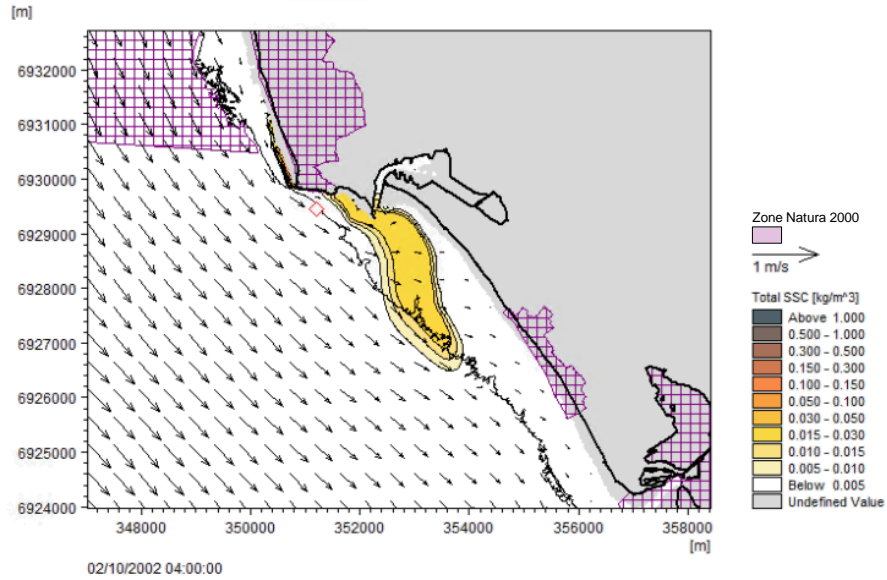 [m]
6932000
6931000
6930000
6929000
6928000
6927000
6926000
6925000
6924000
348000 350000 352000 354000 356000 358000
[m]
02/10/2002 04:00:00
Zone Natura 2000
1 m/s
Total SSC [kg/m^3]
Above 1.000
0.500 - 1.000
0.300 - 0.500
0.150 - 0.300
0.100 - 0.150
0.050 - 0.100
0.030 - 0.050
0.015 - 0.030
0.010 - 0.015
0.005 - 0.010
Below 0.005
Undefined Value